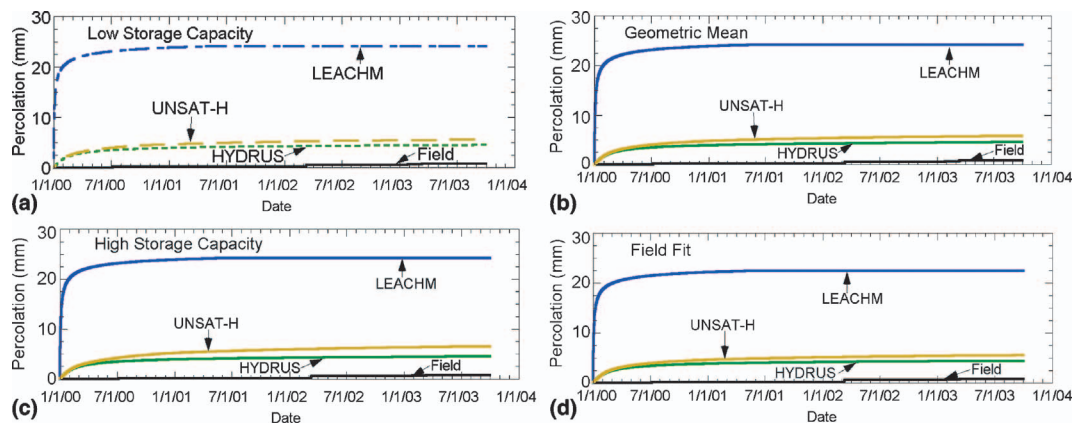 Low Storage Capacity
Percolation (mm)
30
20
10
0
LEACHM
UNSAT-H
HYDRUS
Field
1/1/00 7/1/00 1/1/01 7/1/01 1/1/02 7/1/02 1/1/03 7/1/03 1/1/04
Date
(a)
Geometric Mean
Percolation (mm)
30
20
10
0
LEACHM
UNSAT-H
HYDRUS
Field
1/1/00 7/1/00 1/1/01 7/1/01 1/1/02 7/1/02 1/1/03 7/1/03 1/1/04
Date
(b)
High Storage Capacity
Percolation (mm)
30
20
10
0
LEACHM
UNSAT-H
HYDRUS
Field
1/1/00 7/1/00 1/1/01 7/1/01 1/1/02 7/1/02 1/1/03 7/1/03 1/1/04
Date
(c)
Field Fit
Percolation (mm)
30
20
10
0
LEACHM
UNSAT-H
HYDRUS
Field
1/1/00 7/1/00 1/1/01 7/1/01 1/1/02 7/1/02 1/1/03 7/1/03 1/1/04
Date
(d)